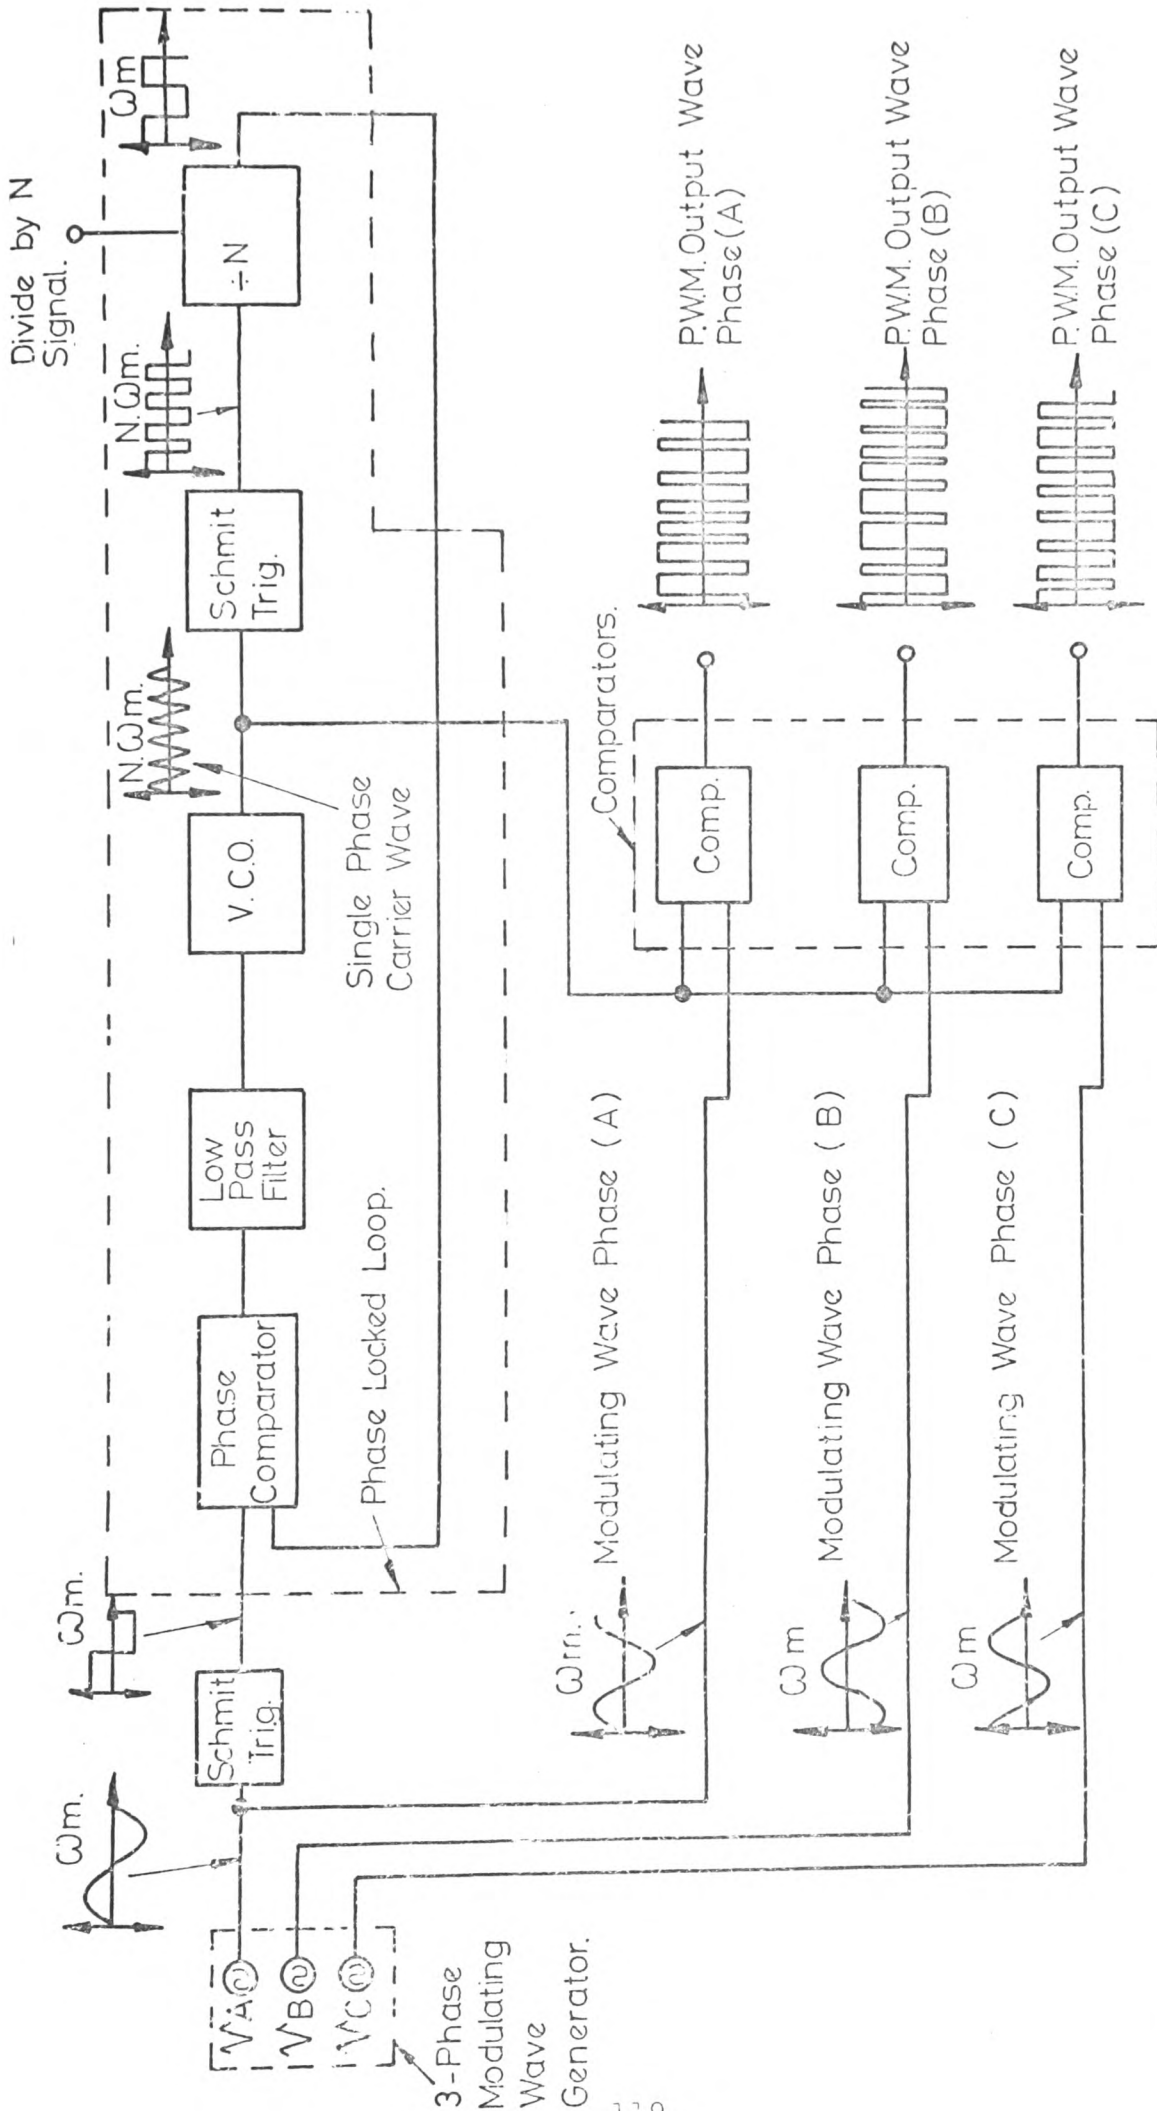 Divide by N
Signal.
ωm.
ωm.
N.ωm.
N.ωm.
ωm
Schmit
Trig.
Phase
Comparator
Low
Pass
Filter
V.C.O.
Schmit
Trig.
÷N
Phase Locked Loop.
Single Phase
Carrier Wave
VA
VB
VC
3-Phase
Modulating
Wave
Generator.
ωm.
Modulating Wave Phase (A)
ωm
Modulating Wave Phase (B)
ωm
Modulating Wave Phase (C)
Comparators.
Comp.
Comp.
Comp.
P.W.M. Output Wave
Phase (A)
P.W.M. Output Wave
Phase (B)
P.W.M. Output Wave
Phase (C)